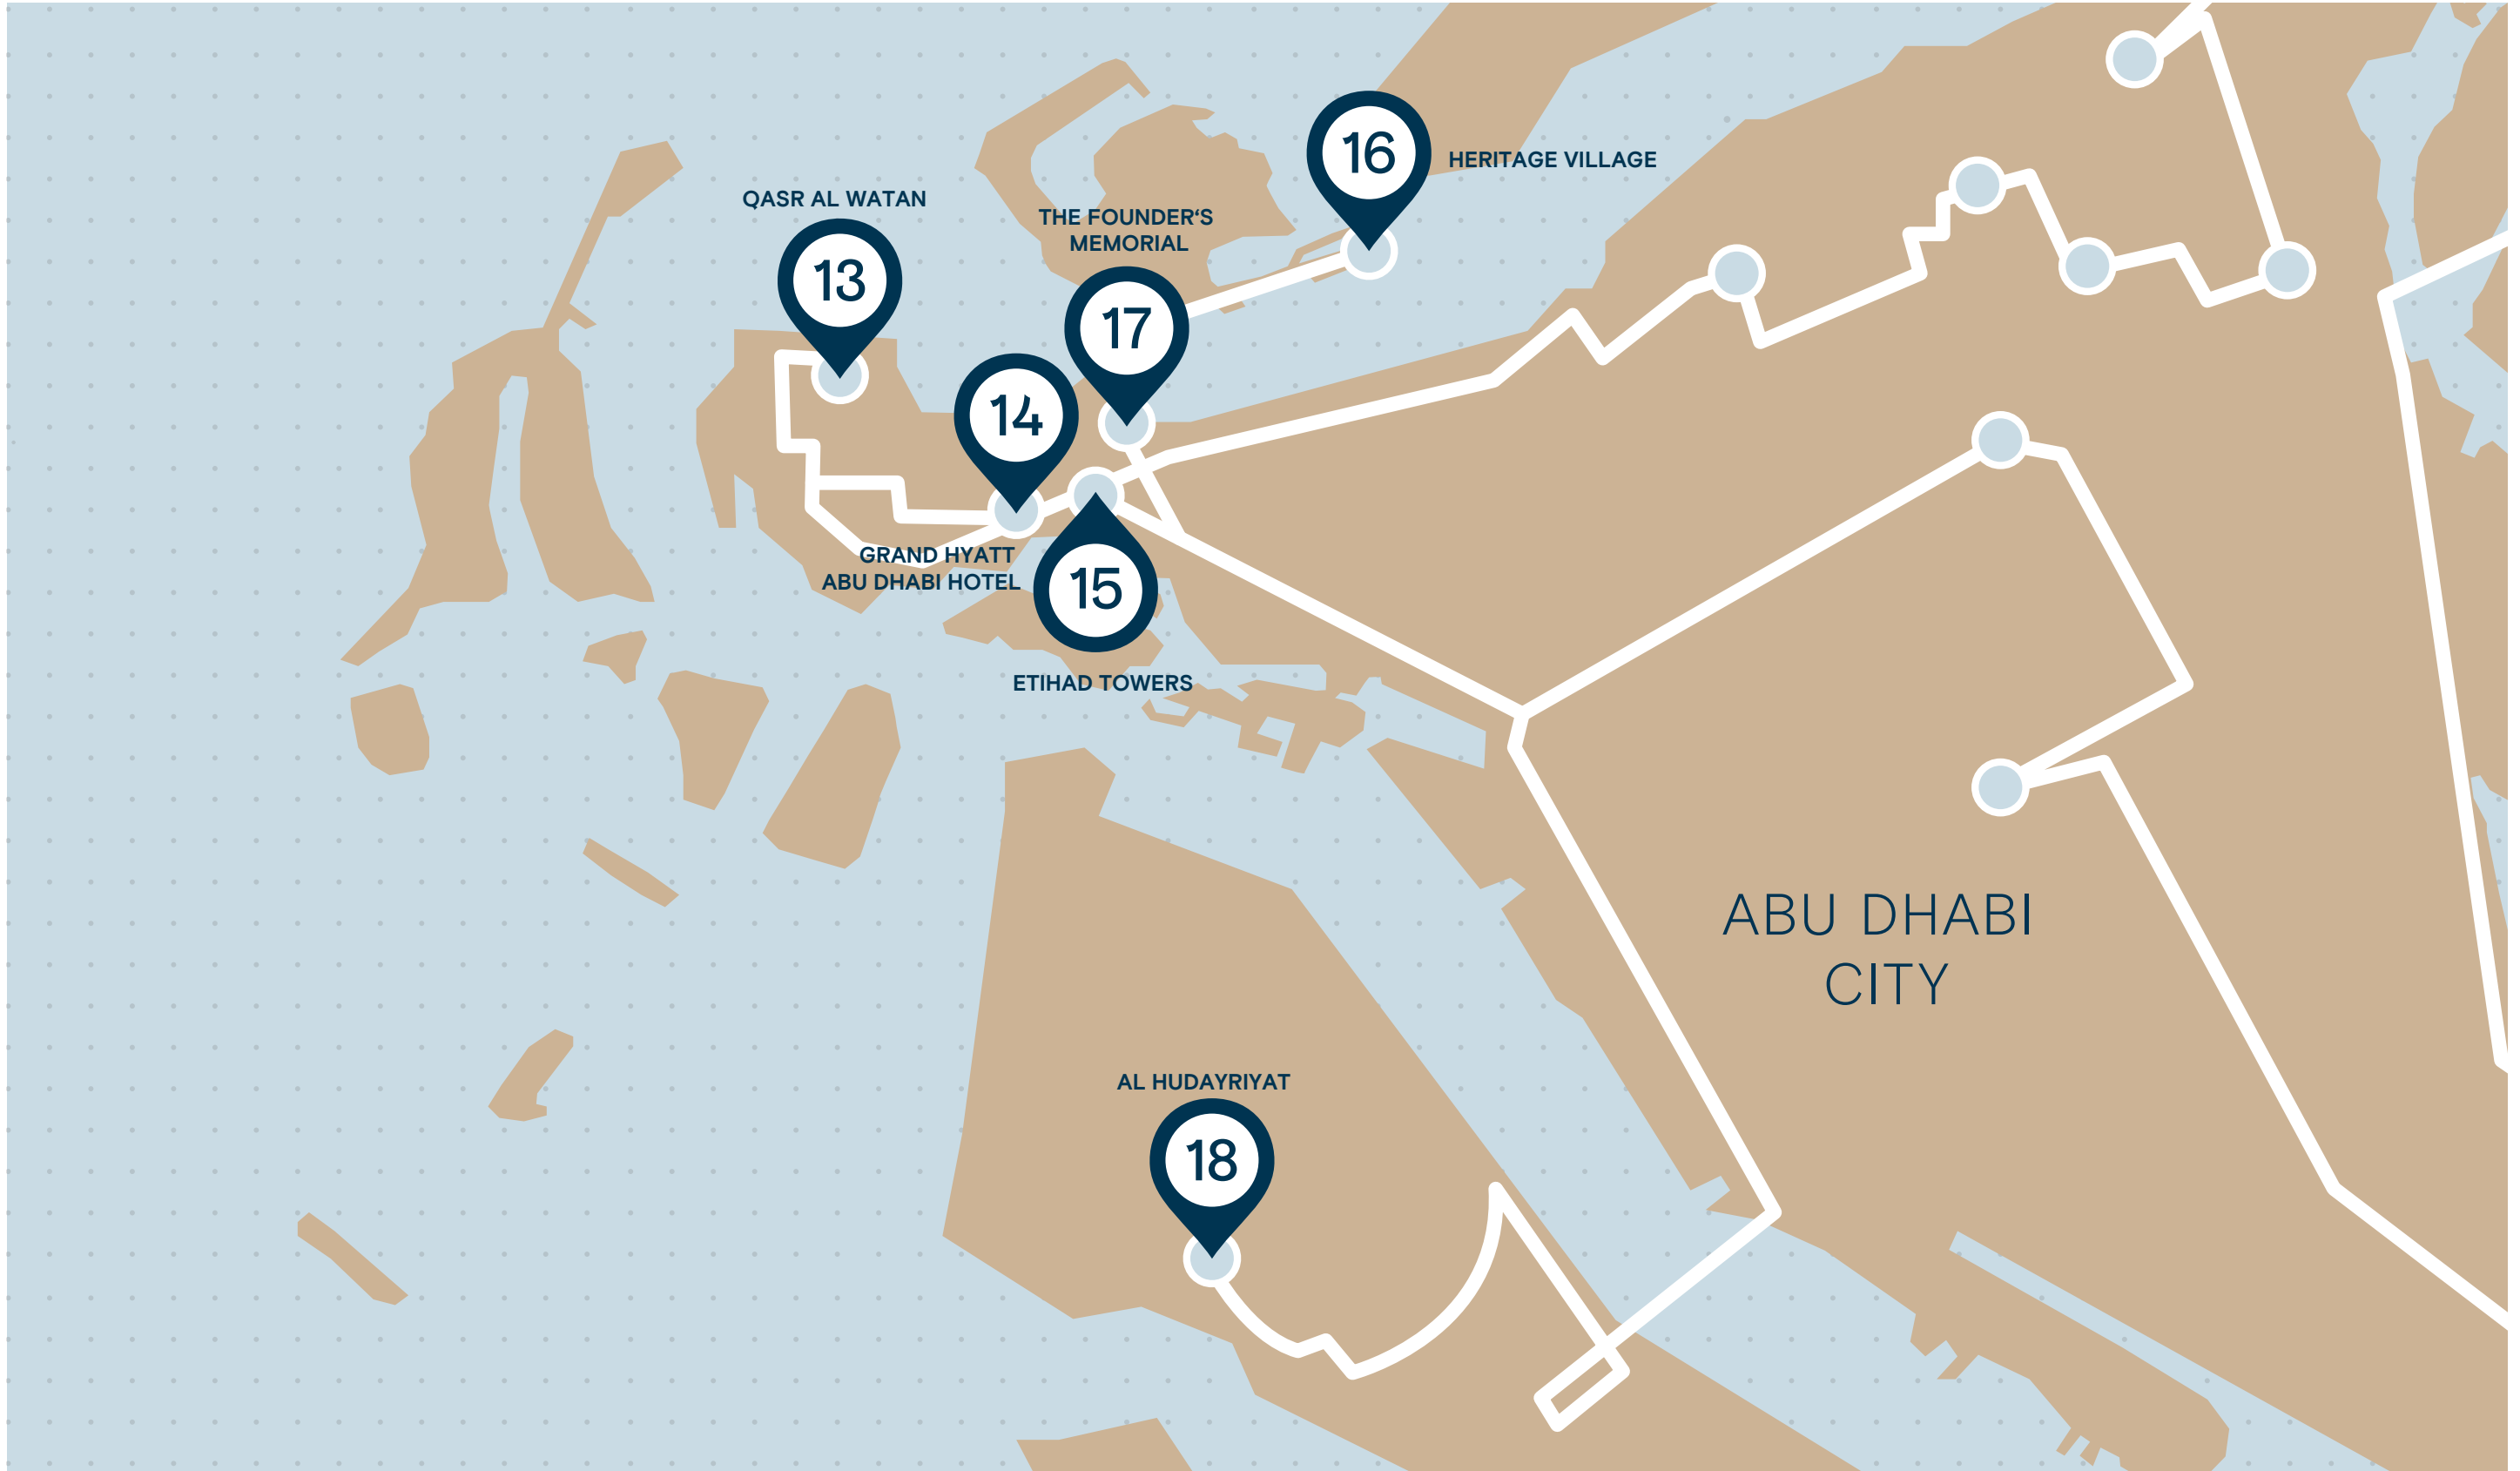 16
HERITAGE VILLAGE
QASR AL WATAN
13
THE FOUNDER‘S
MEMORIAL
17
14
GRAND HYATT
ABU DHABI HOTEL
15
ETIHAD TOWERS
ABU DHABI
CITY
AL HUDAYRIYAT
18